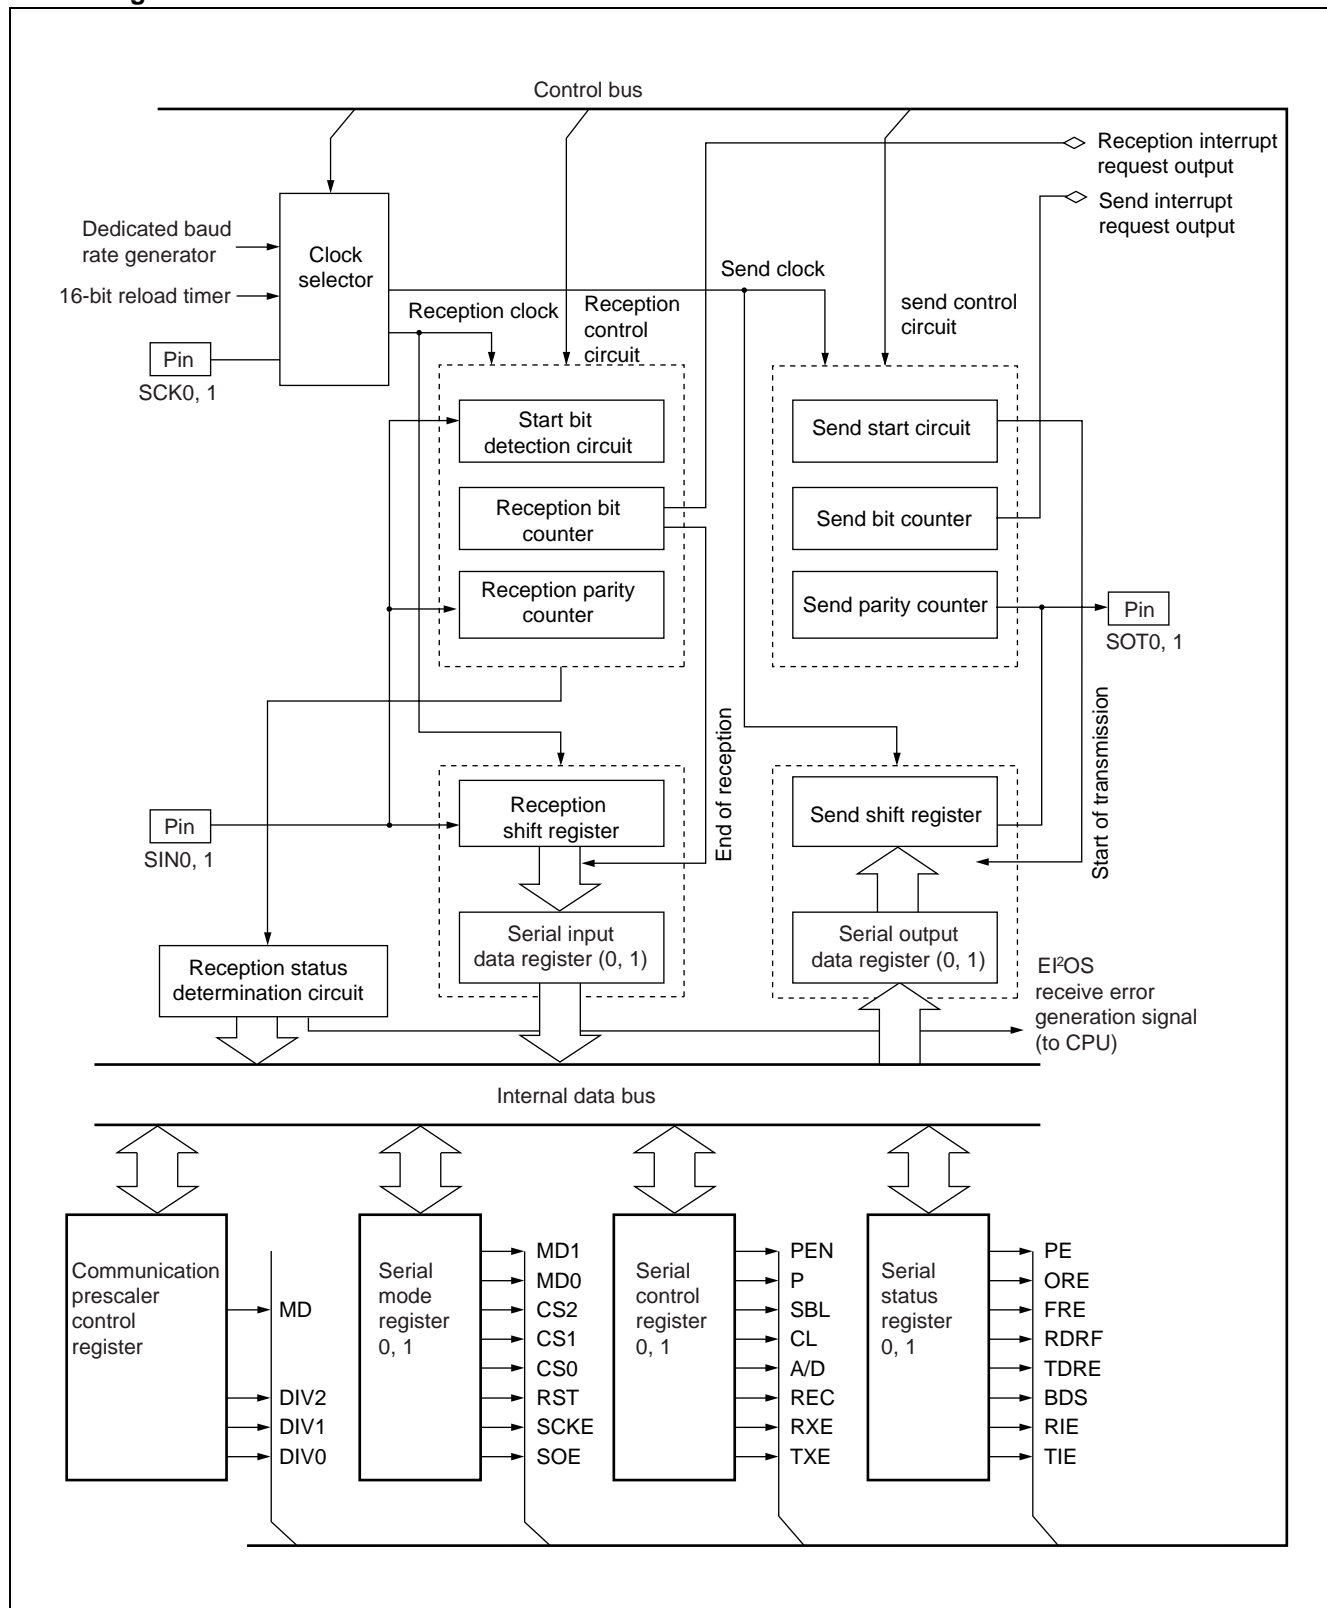 Control bus
Reception interrupt
request output
Send interrupt
request output
Dedicated baud
rate generator
16-bit reload timer
Pin
SCK0, 1
Clock
selector
Send clock
Reception clock
Reception
control
circuit
send control
circuit
Start bit
detection circuit
Reception bit
counter
Reception parity
counter
Send start circuit
Send bit counter
Send parity counter
Pin
SOT0, 1
End of reception
Start of transmission
Pin
SIN0, 1
Reception
shift register
Send shift register
Serial input
data register (0, 1)
Serial output
data register (0, 1)
Reception status
determination circuit
EI²OS
receive error
generation signal
(to CPU)
Internal data bus
Communication
prescaler
control
register
MD
DIV2
DIV1
DIV0
Serial
mode
register
0, 1
MD1
MD0
CS2
CS1
CS0
RST
SCKE
SOE
Serial
control
register
0, 1
PEN
P
SBL
CL
A/D
REC
RXE
TXE
Serial
status
register
0, 1
PE
ORE
FRE
RDRF
TDRE
BDS
RIE
TIE